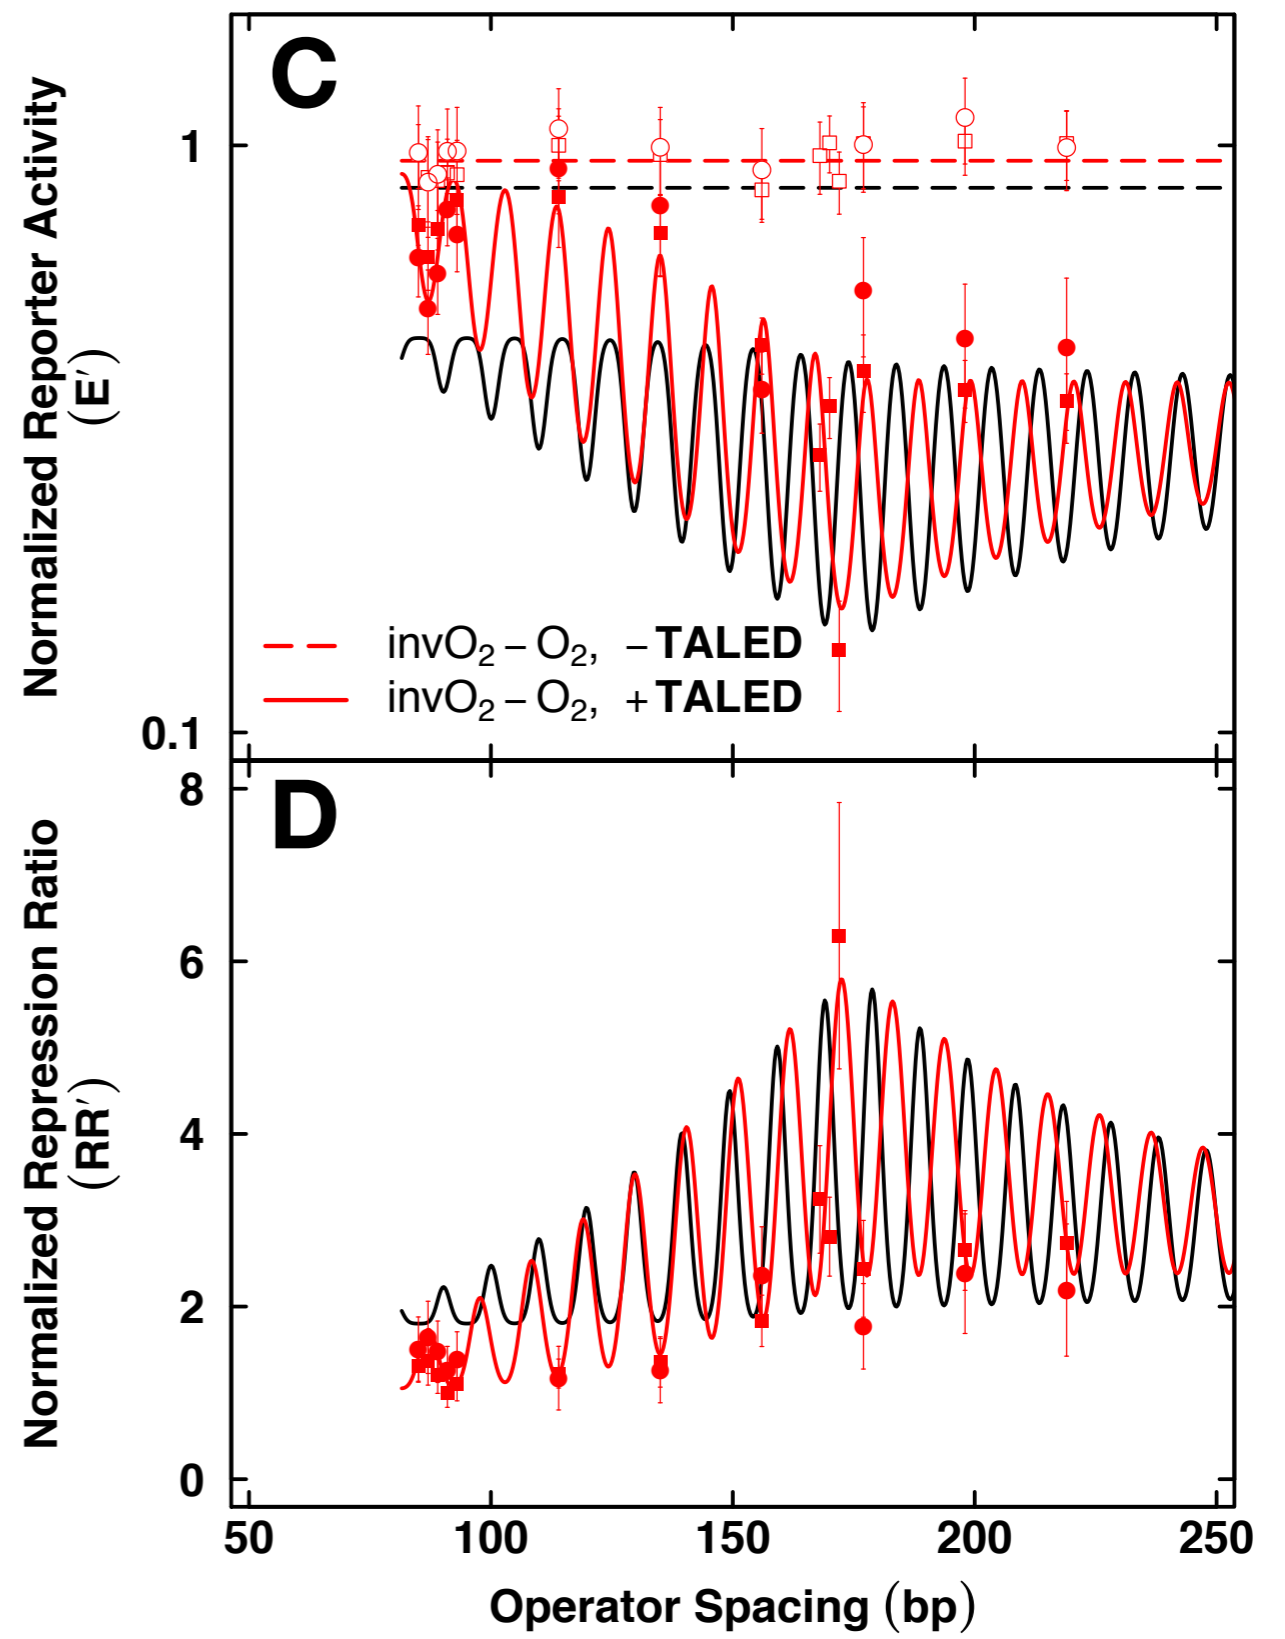 C
Normalized Reporter Activity
(E′)
1
0.1
invO2 – O2, – TALED
invO2 – O2, + TALED
D
Normalized Repression Ratio
(RR′)
8
6
4
2
0
50 100 150 200 250
Operator Spacing (bp)